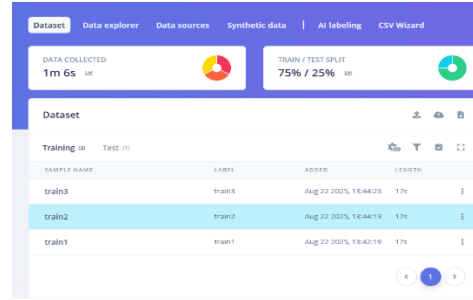 Dataset Data explorer Data sources Synthetic data | AI labeling CSV Wizard
DATA COLLECTED
1m 6s
TRAIN / TEST SPLIT
75% / 25%
Dataset
Training (3) Test (1)
SAMPLE NAME LABEL ADDED LENGTH
train3 train3 Aug 22 2025, 13:44:23 17s
train2 train2 Aug 22 2025, 13:44:13 17s
train1 train1 Aug 22 2025, 13:42:19 17s
1